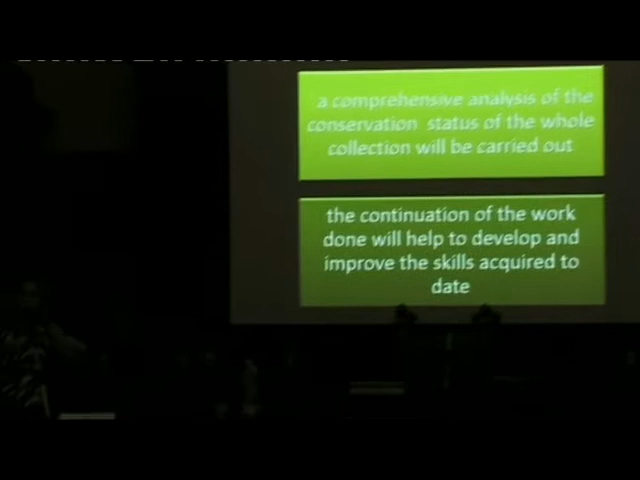 a comprehensive analysis of the
conservation status of the whole
collection will be carried out
the continuation of the work
done will help to develop and
improve the skills acquired to
date